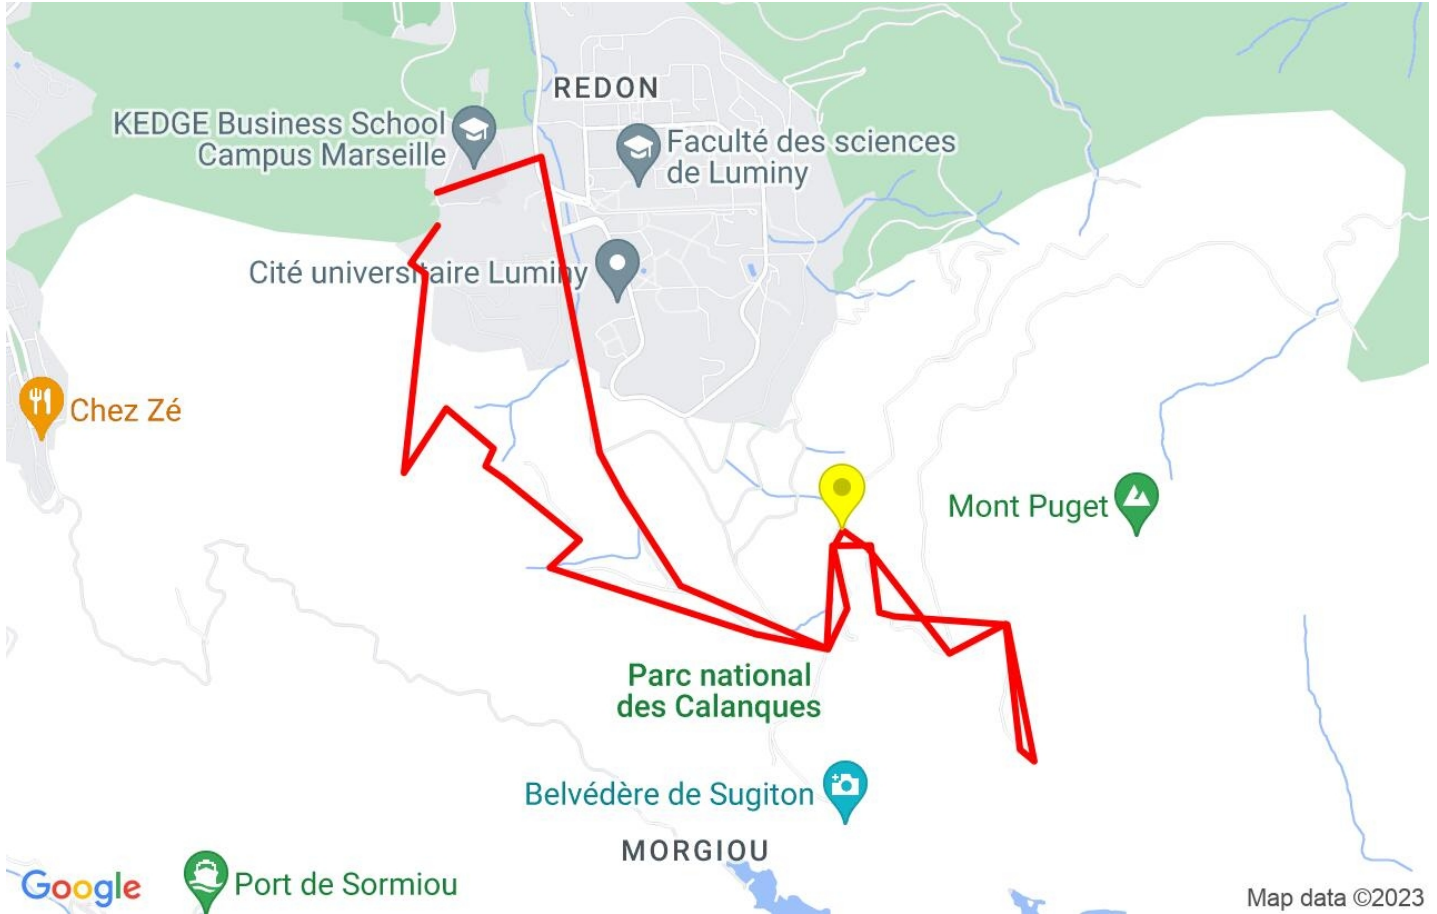 REDON
KEDGE Business School
Campus Marseille
Faculté des sciences
de Luminy
Cité universitaire Luminy
Chez Zé
Mont Puget
Parc national
des Calanques
Belvédère de Sugiton
MORGIOU
Google
Port de Sormiou
Map data ©2023